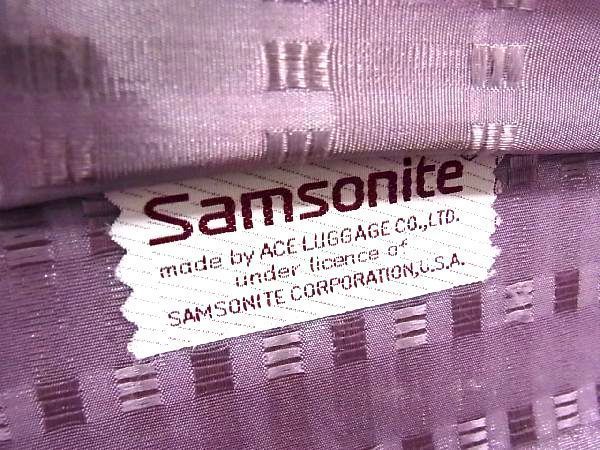 Samsonite
made by ACE LUGGAGE CO.,LTD.
under licence of
SAMSONITE CORPORATION,U.S.A.